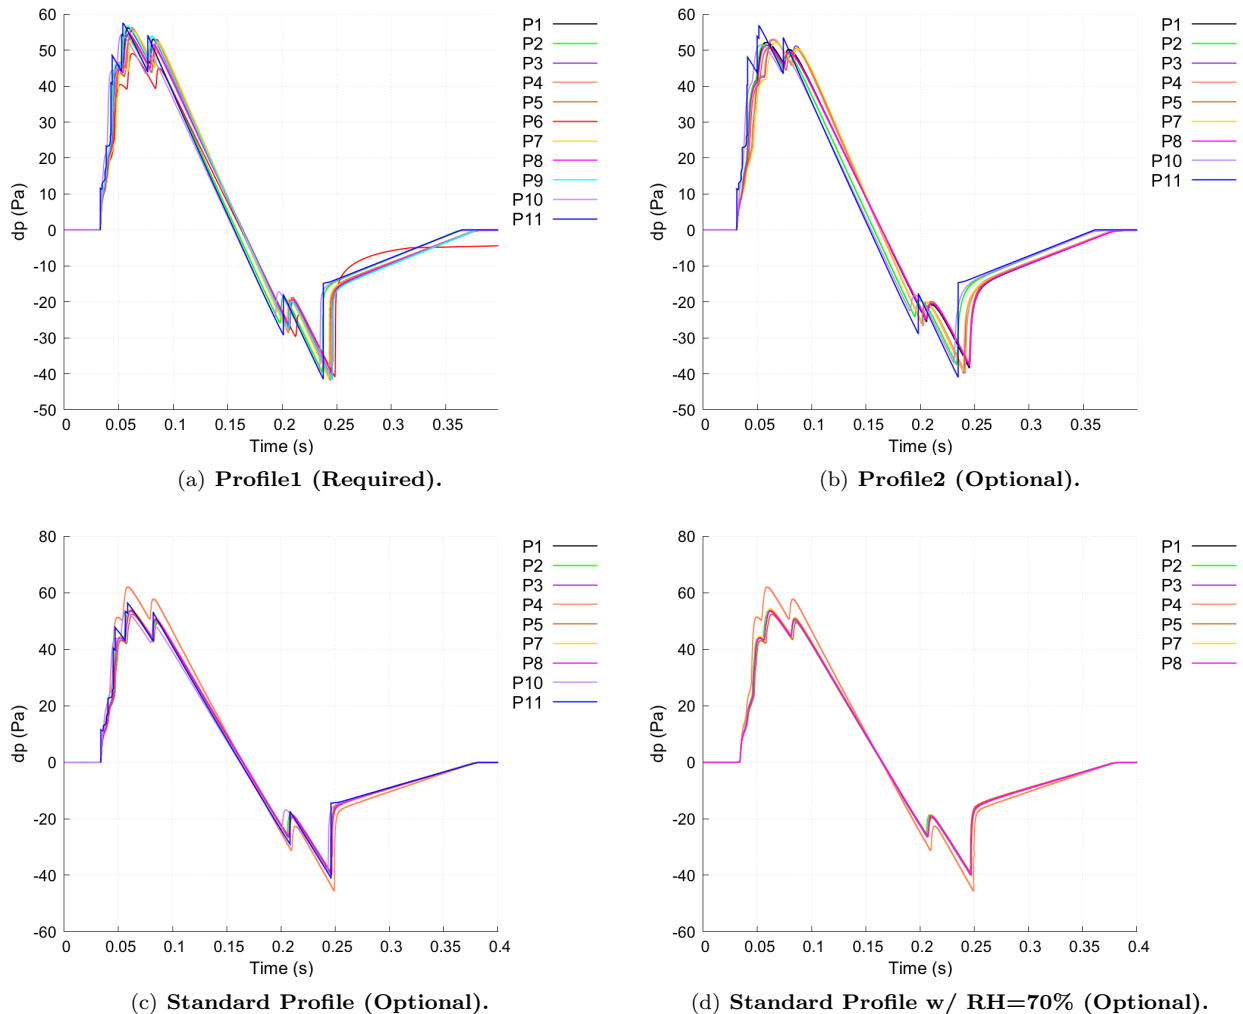 60
50
40
30
20
10
0
-10
-20
-30
-40
-50
dp (Pa)
0 0.05 0.1 0.15 0.2 0.25 0.3 0.35
Time (s)
P1
P2
P3
P4
P5
P6
P7
P8
P9
P10
P11
(a) Profile1 (Required).
60
50
40
30
20
10
0
-10
-20
-30
-40
-50
dp (Pa)
0 0.05 0.1 0.15 0.2 0.25 0.3 0.35
Time (s)
P1
P2
P3
P4
P5
P7
P8
P10
P11
(b) Profile2 (Optional).
80
60
40
20
0
-20
-40
-60
dp (Pa)
0 0.05 0.1 0.15 0.2 0.25 0.3 0.35 0.4
Time (s)
P1
P2
P3
P4
P5
P7
P8
P10
P11
(c) Standard Profile (Optional).
80
60
40
20
0
-20
-40
-60
dp (Pa)
0 0.05 0.1 0.15 0.2 0.25 0.3 0.35 0.4
Time (s)
P1
P2
P3
P4
P5
P7
P8
(d) Standard Profile w/ RH=70% (Optional).